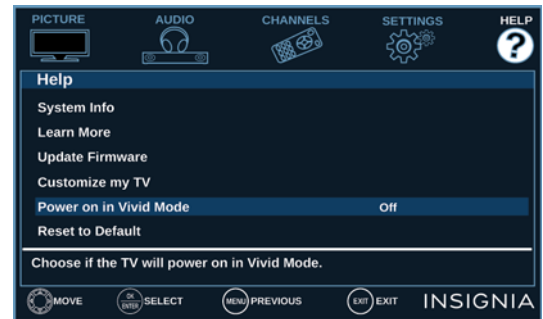 PICTURE AUDIO CHANNELS SETTINGS HELP
?
Help
System Info
Learn More
Update Firmware
Customize my TV
Power on in Vivid Mode Off
Reset to Default
Choose if the TV will power on in Vivid Mode.
MOVE OK ENTER SELECT MENU PREVIOUS EXIT EXIT INSIGNIA